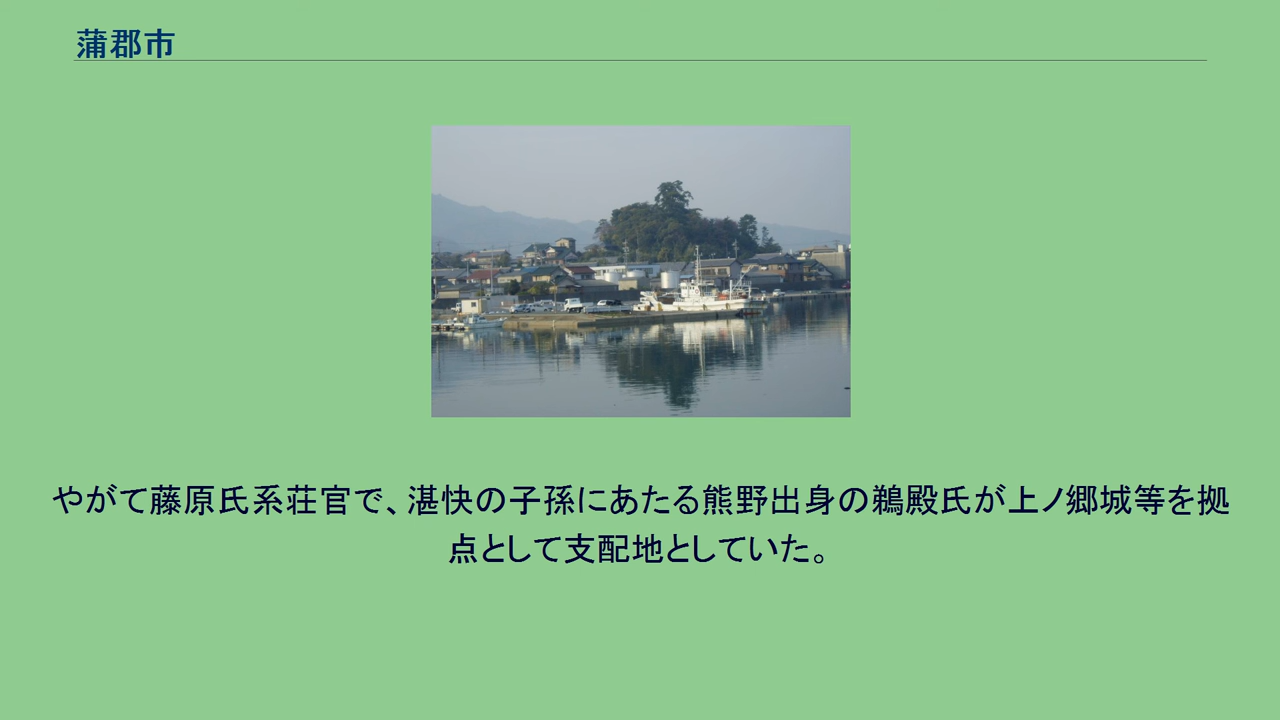 蒲郡市
やがて藤原氏系荘官で、湛快の子孫にあたる熊野出身の鵜殿氏が上ノ郷城等を拠
点として支配地としていた。